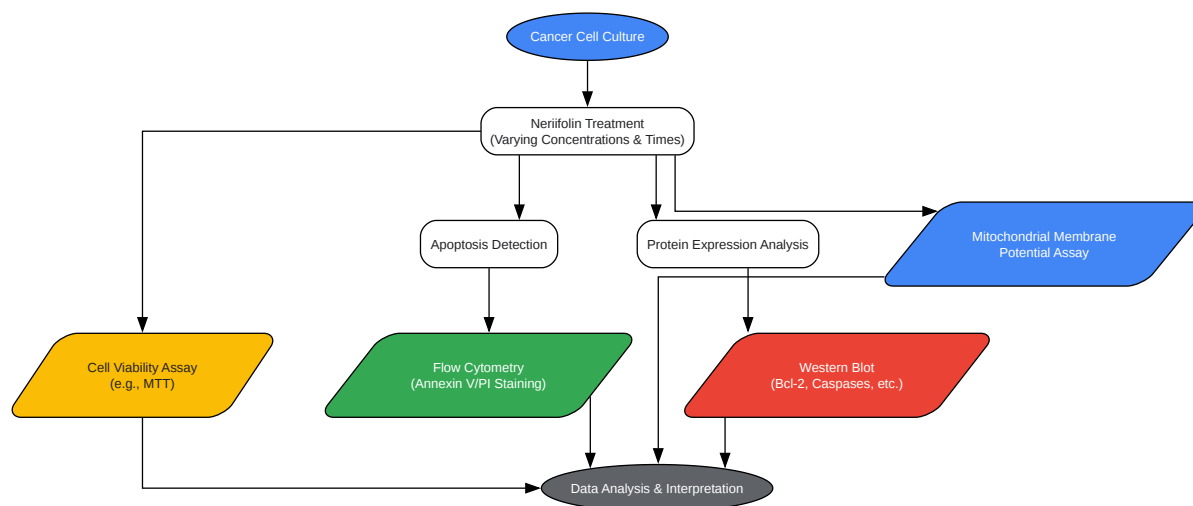 Cancer Cell Culture
Neriifolin Treatment
(Varying Concentrations & Times)
Apoptosis Detection
Protein Expression Analysis
Mitochondrial Membrane
Potential Assay
Cell Viability Assay
(e.g., MTT)
Flow Cytometry
(Annexin V/PI Staining)
Western Blot
(Bcl-2, Caspases, etc.)
Data Analysis & Interpretation